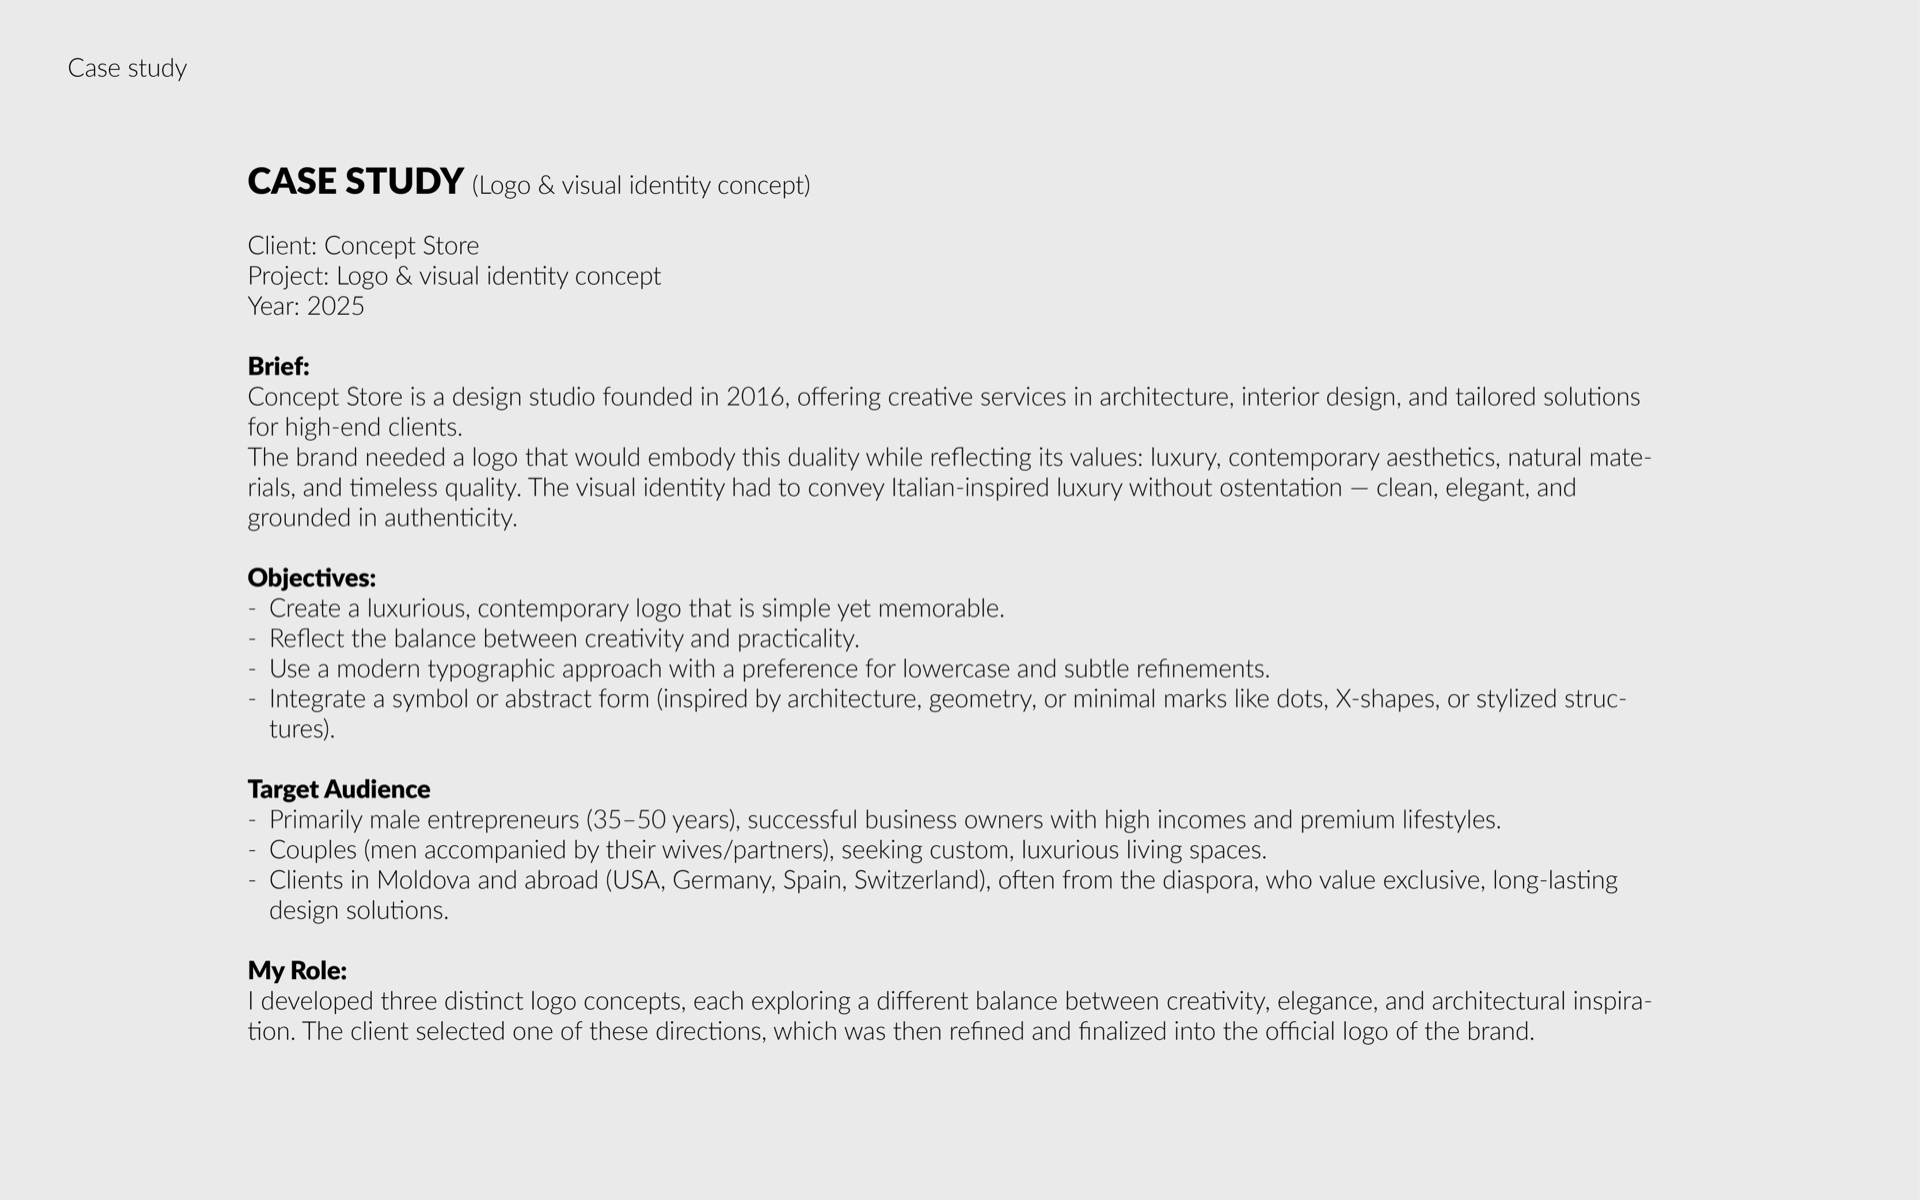 Case study
CASE STUDY (Logo & visual identity concept)
Client: Concept Store
Project: Logo & visual identity concept
Year: 2025
Brief:
Concept Store is a design studio founded in 2016, offering creative services in architecture, interior design, and tailored solutions
for high-end clients.
The brand needed a logo that would embody this duality while reflecting its values: luxury, contemporary aesthetics, natural mate-
rials, and timeless quality. The visual identity had to convey Italian-inspired luxury without ostentation — clean, elegant, and
grounded in authenticity.
Objectives:
- Create a luxurious, contemporary logo that is simple yet memorable.
- Reflect the balance between creativity and practicality.
- Use a modern typographic approach with a preference for lowercase and subtle refinements.
- Integrate a symbol or abstract form (inspired by architecture, geometry, or minimal marks like dots, X-shapes, or stylized struc-
tures).
Target Audience
- Primarily male entrepreneurs (35–50 years), successful business owners with high incomes and premium lifestyles.
- Couples (men accompanied by their wives/partners), seeking custom, luxurious living spaces.
- Clients in Moldova and abroad (USA, Germany, Spain, Switzerland), often from the diaspora, who value exclusive, long-lasting
design solutions.
My Role:
I developed three distinct logo concepts, each exploring a different balance between creativity, elegance, and architectural inspira-
tion. The client selected one of these directions, which was then refined and finalized into the official logo of the brand.